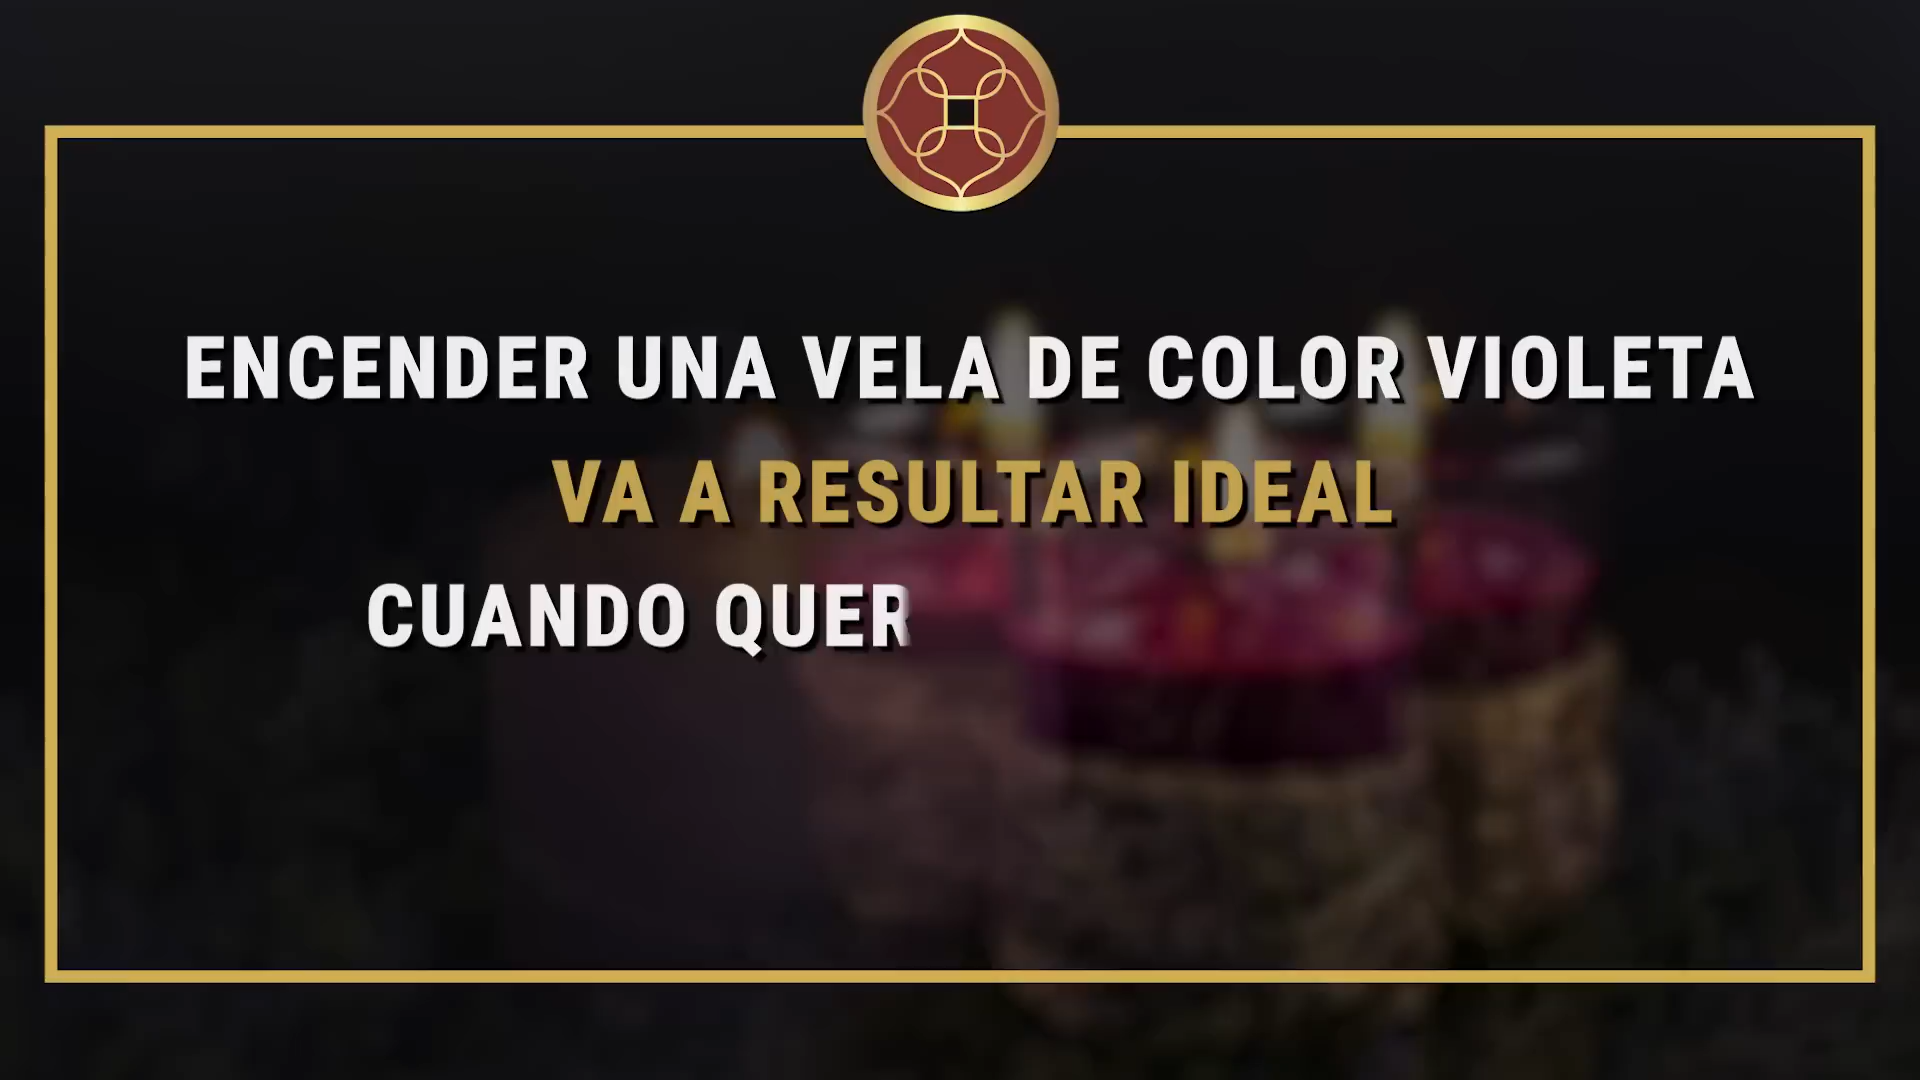 ENCENDER UNA VELA DE COLOR VIOLETA
VA A RESULTAR IDEAL
CUANDO QUER